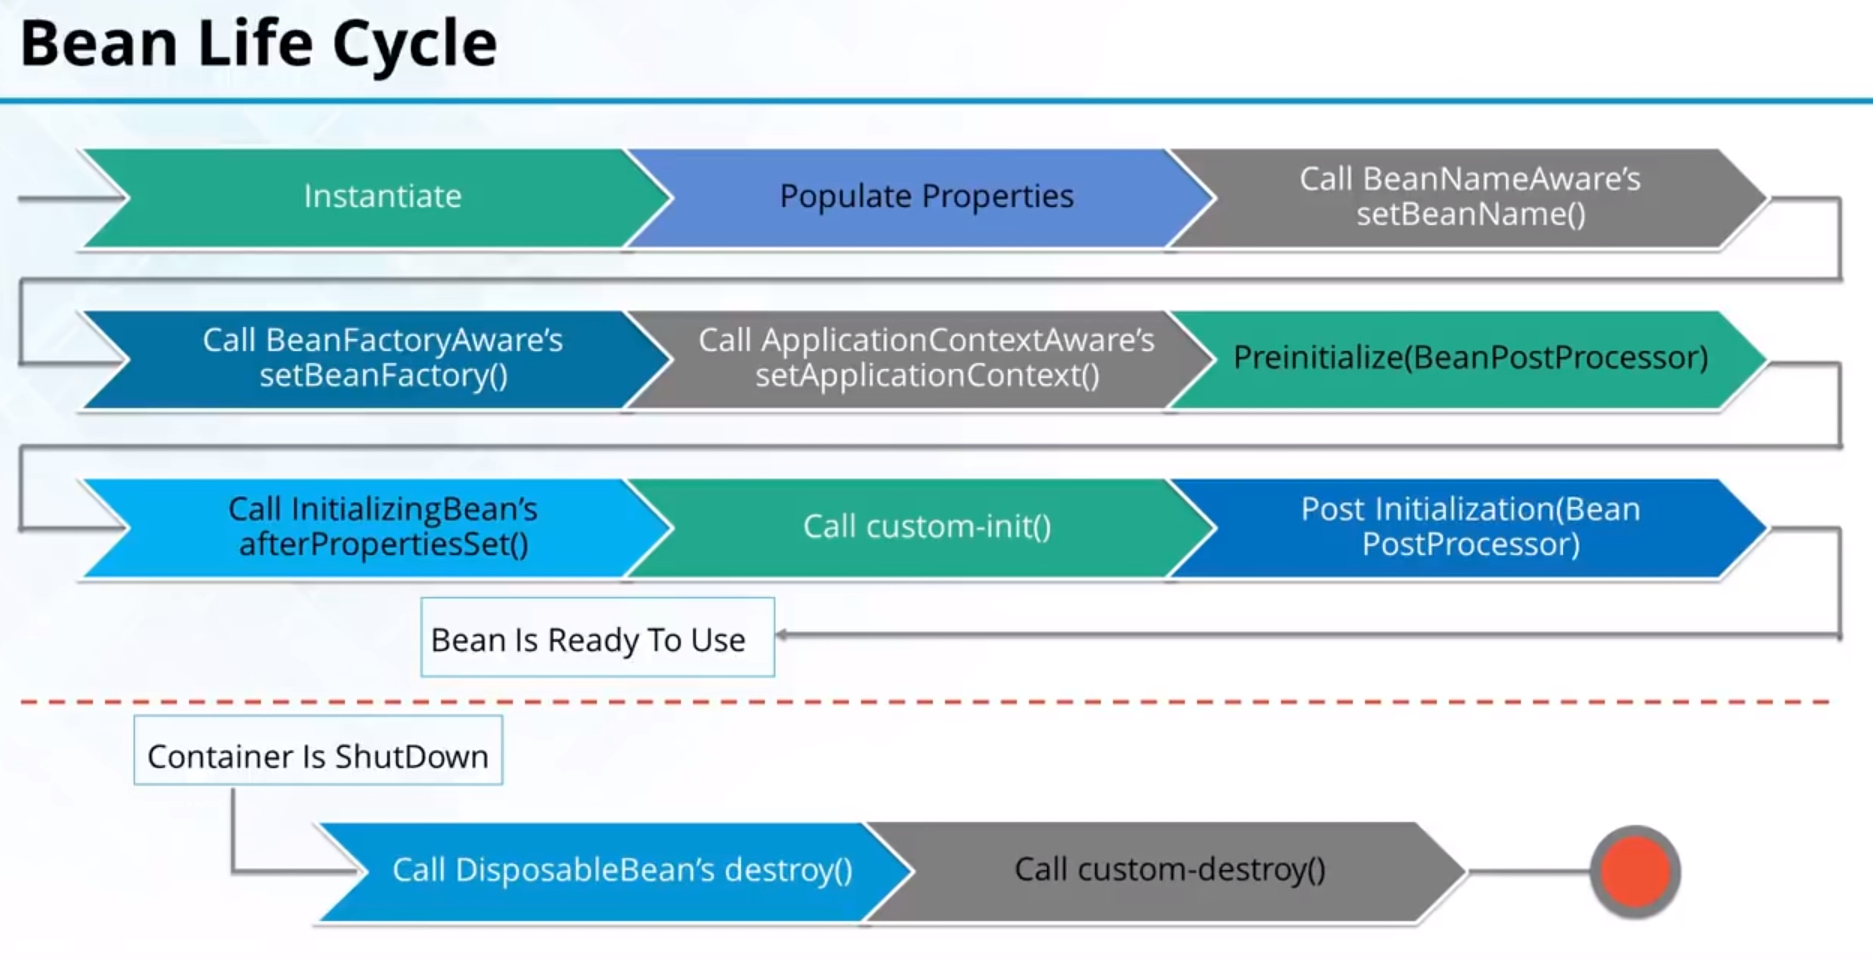 Bean Life Cycle
Instantiate
Populate Properties
Call BeanNameAware’s
setBeanName()
Call BeanFactoryAware’s
setBeanFactory()
Call ApplicationContextAware’s
setApplicationContext()
Preinitialize(BeanPostProcessor)
Call InitializingBean’s
afterPropertiesSet()
Call custom-init()
Post Initialization(Bean
PostProcessor)
Bean Is Ready To Use
Container Is ShutDown
Call DisposableBean’s destroy()
Call custom-destroy()